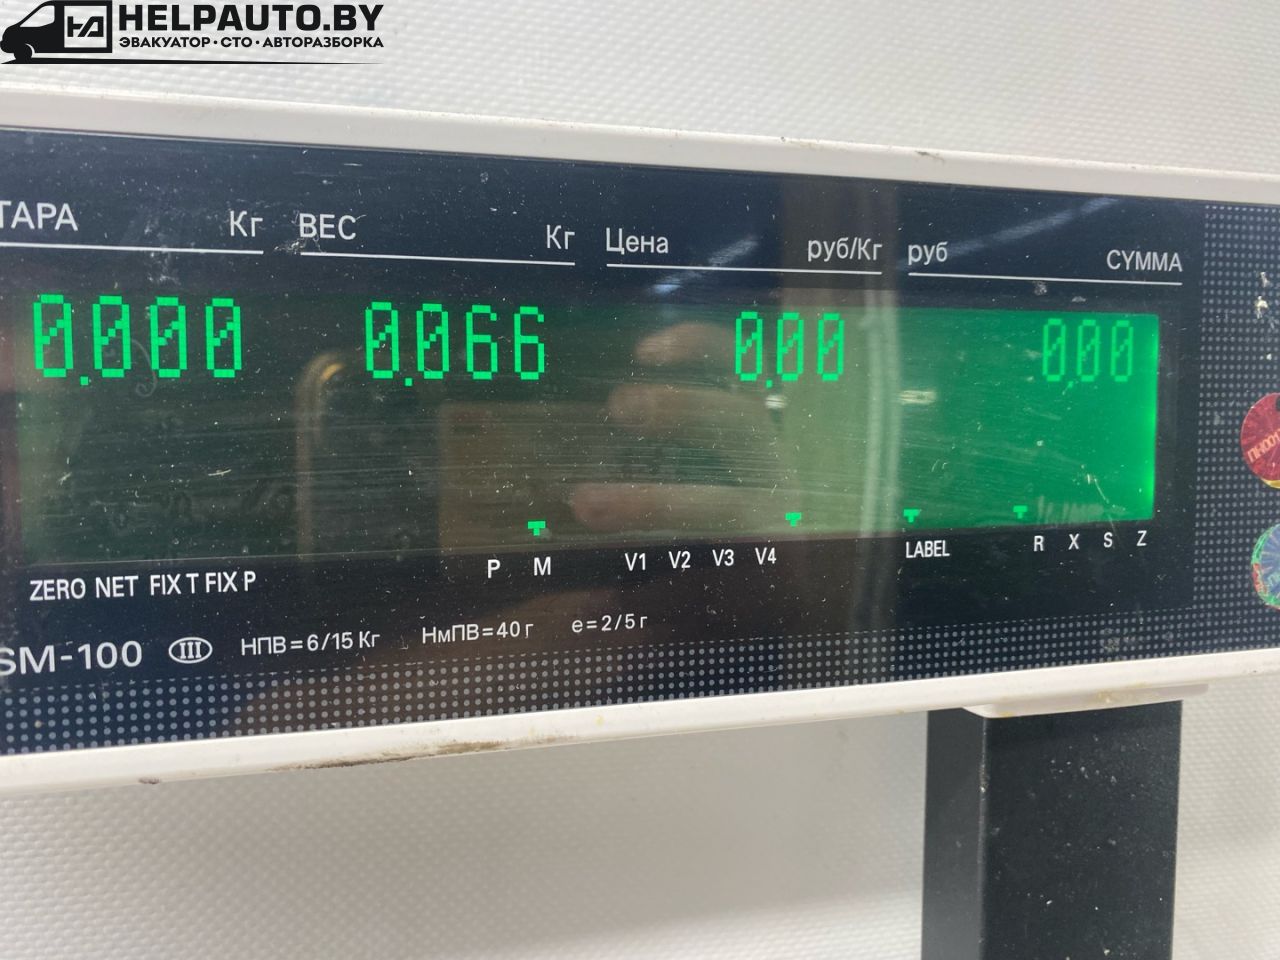 HELPAUTO.BY
ЭВАКУАТОР·СТО·АВТОРАЗБОРКА
ТАРА Кг ВЕС Кг Цена руб/Кг руб СУММА
0.000 0.066 0.00 0.00
ZERO NET FIX T FIX P P M V1 V2 V3 V4 LABEL R X S Z
SM-100 III НПВ=6/15 Кг НмПВ=40 г е=2/5 г